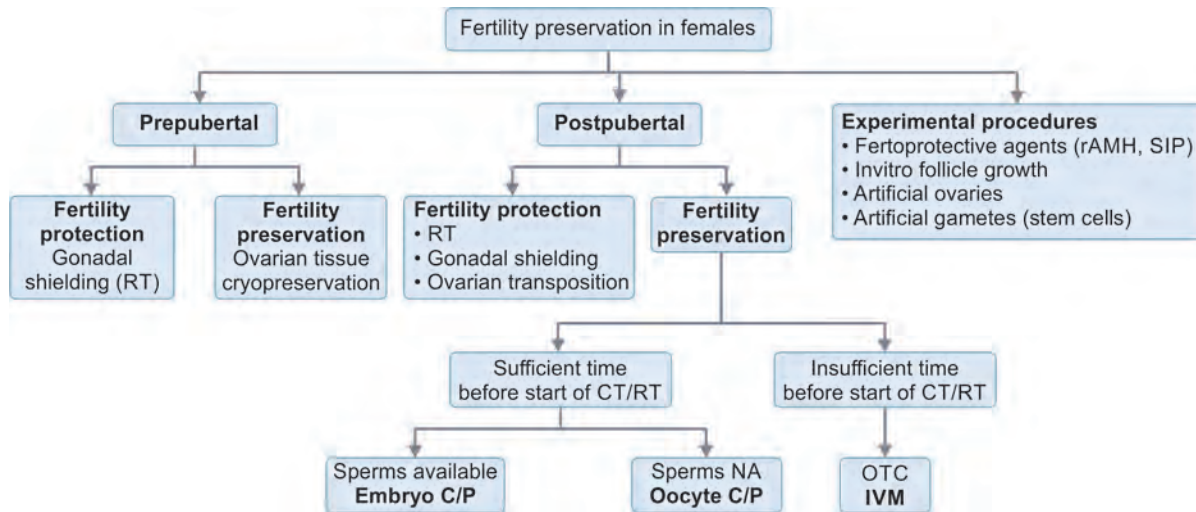 Fertility preservation in females
Prepubertal
Postpubertal
Experimental procedures
• Fertoprotective agents (rAMH, SIP)
• Invitro follicle growth
• Artificial ovaries
• Artificial gametes (stem cells)
Fertility
protection
Gonadal
shielding (RT)
Fertility
preservation
Ovarian tissue
cryopreservation
Fertility protection
• RT
• Gonadal shielding
• Ovarian transposition
Fertility
preservation
Sufficient time
before start of CT/RT
Insufficient time
before start of CT/RT
Sperms available
Embryo C/P
Sperms NA
Oocyte C/P
OTC
IVM